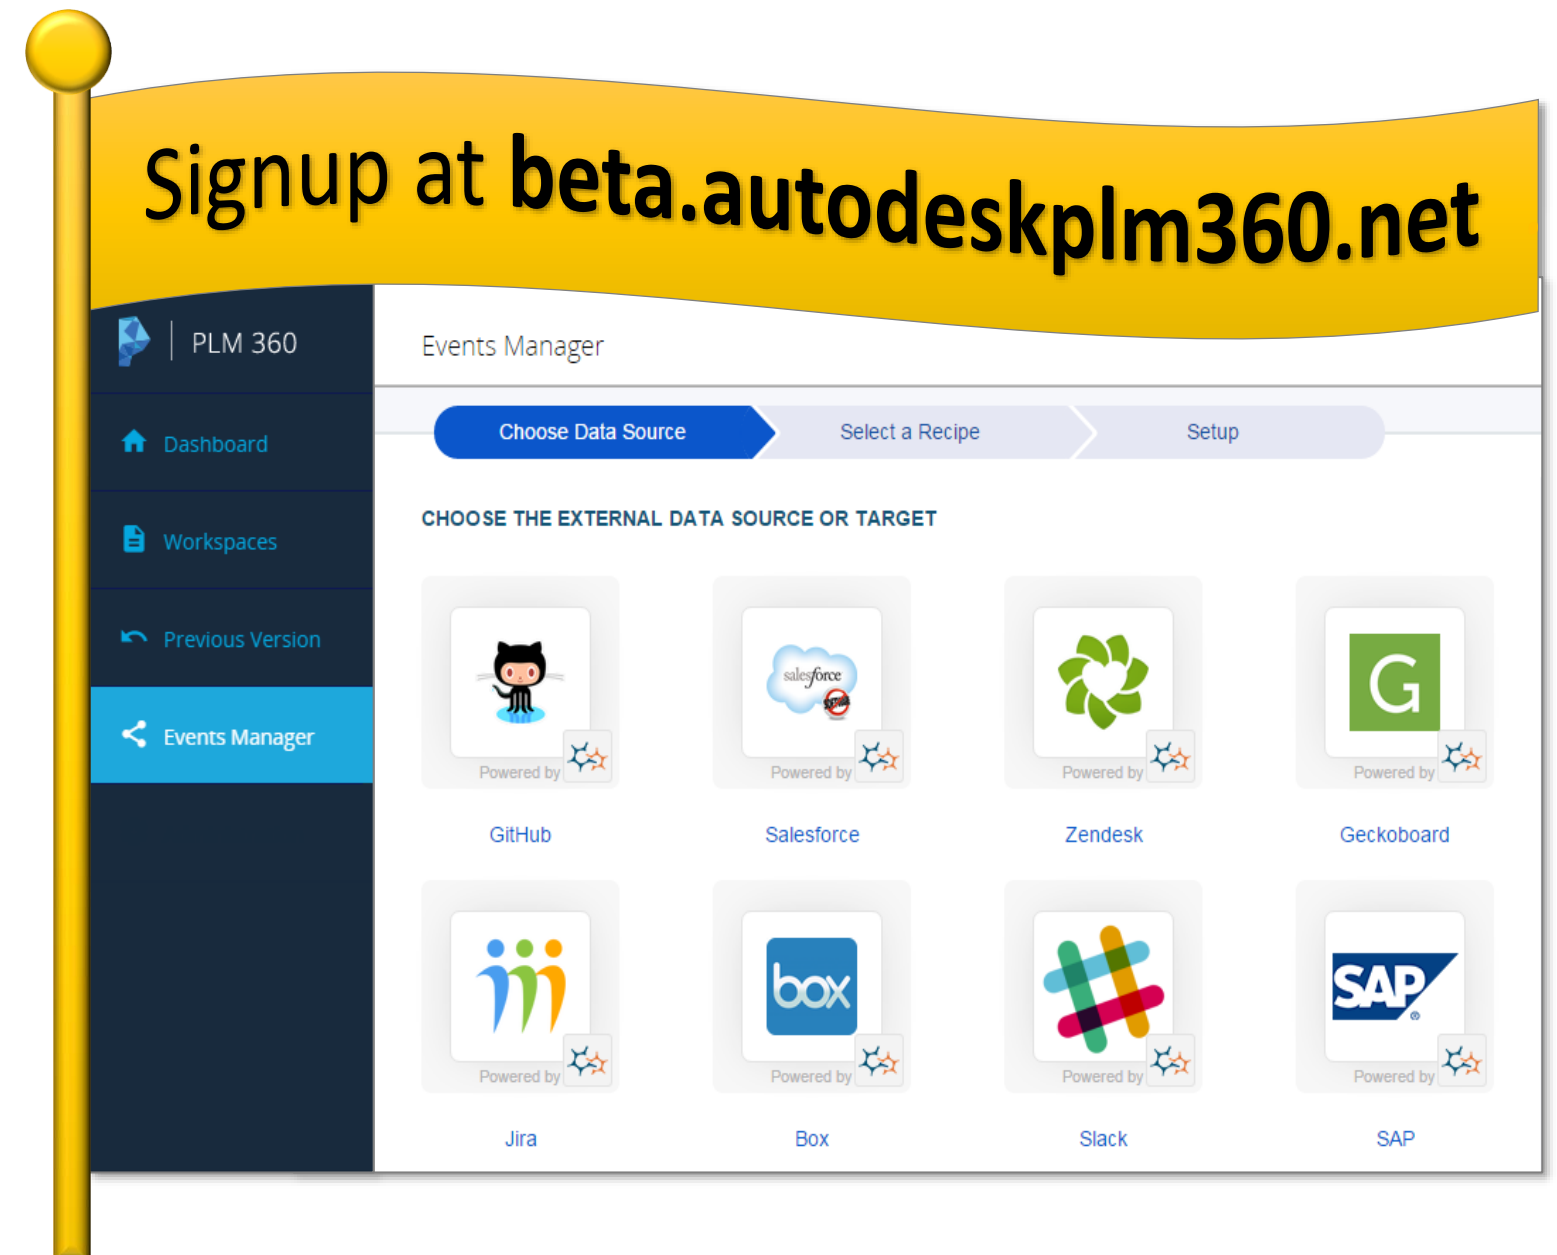 Signup at beta.autodeskplm360.net
PLM 360
Events Manager
Dashboard
Workspaces
Previous Version
Events Manager
Choose Data Source
Select a Recipe
Setup
CHOOSE THE EXTERNAL DATA SOURCE OR TARGET
Powered by
salesforce
Powered by
Powered by
G
Powered by
GitHub
Salesforce
Zendesk
Geckoboard
Powered by
box
Powered by
Powered by
SAP
®
Powered by
Jira
Box
Slack
SAP